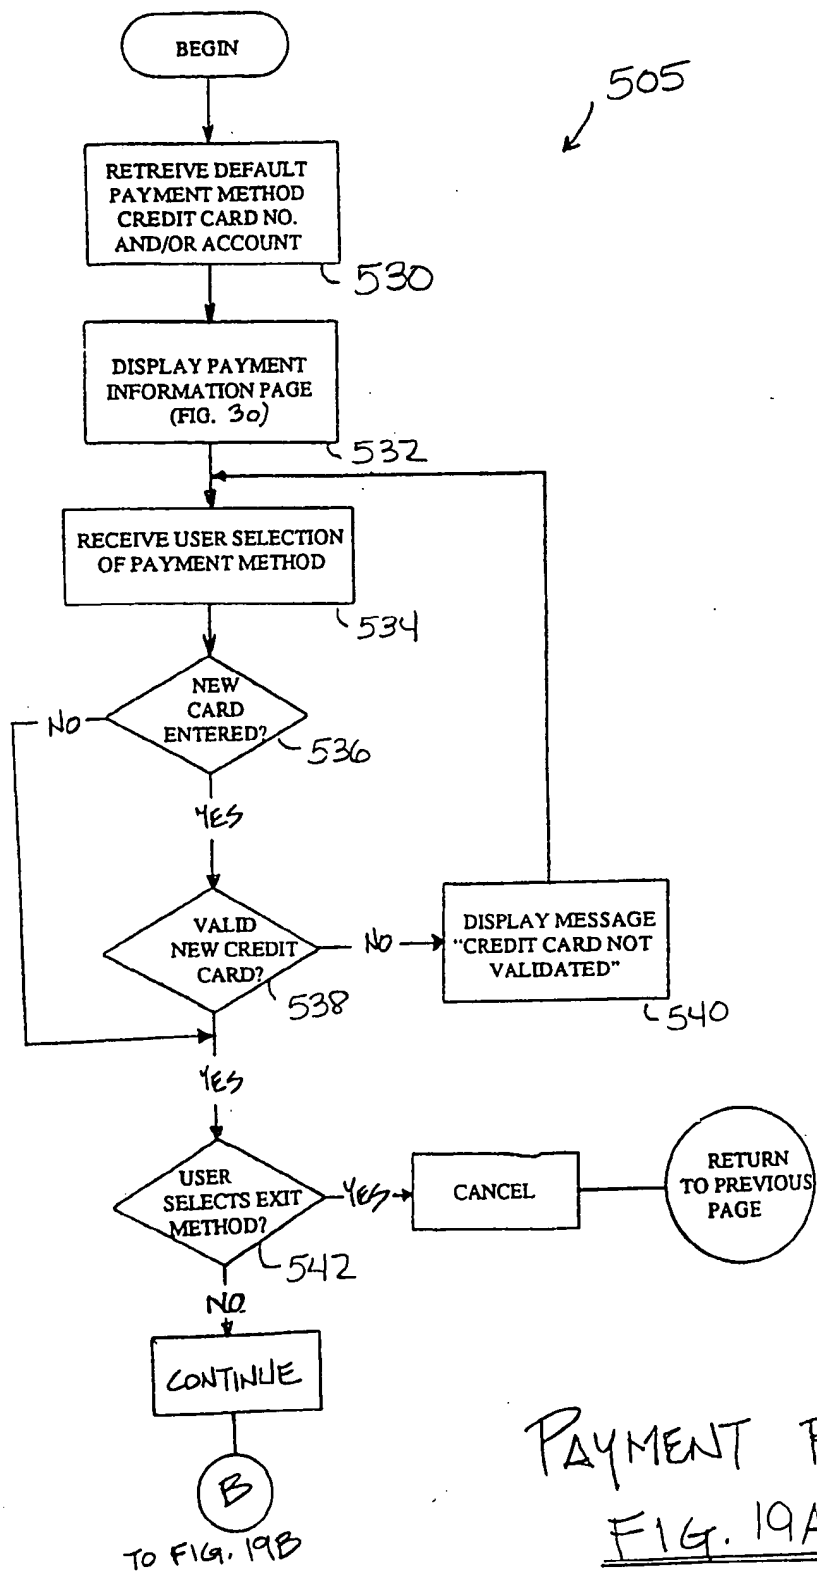 BEGIN
505
RETREIVE DEFAULT
PAYMENT METHOD
CREDIT CARD NO.
AND/OR ACCOUNT
530
DISPLAY PAYMENT
INFORMATION PAGE
(FIG. 30)
532
RECEIVE USER SELECTION
OF PAYMENT METHOD
534
NEW
CARD
ENTERED?
NO
536
YES
VALID
NEW CREDIT
CARD?
NO
538
DISPLAY MESSAGE
"CREDIT CARD NOT
VALIDATED"
540
YES
USER
SELECTS EXIT
METHOD?
YES
542
CANCEL
RETURN
TO PREVIOUS
PAGE
NO
CONTINUE
B
TO FIG. 19B
PAYMENT
FIG. 19A